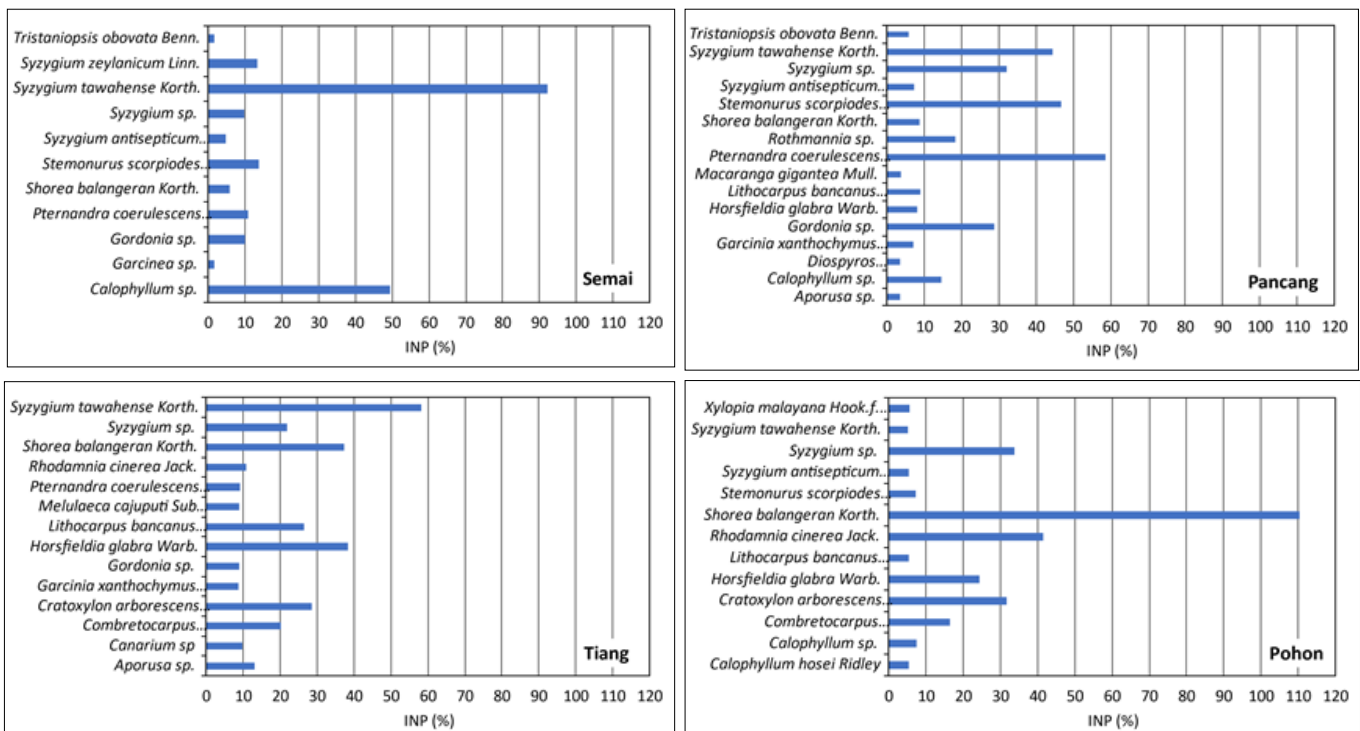 Tristaniopsis obovata Benn.
Syzygium zeylanicum Linn.
Syzygium tawahense Korth.
Syzygium sp.
Syzygium antisepticum..
Stemonurus scorpiodes..
Shorea balangeran Korth.
Pternandra coerulescens..
Gordonia sp.
Garcinea sp.
Calophyllum sp.
Semai
0 10 20 30 40 50 60 70 80 90 100 110 120
INP (%)
Tristaniopsis obovata Benn.
Syzygium tawahense Korth.
Syzygium sp.
Syzygium antisepticum..
Stemonurus scorpiodes..
Shorea balangeran Korth.
Rothmannia sp.
Pternandra coerulescens..
Macaranga gigantea Mull.
Lithocarpus bancanus..
Horsfieldia glabra Warb.
Gordonia sp.
Garcinia xanthochymus..
Diospyros..
Calophyllum sp.
Aporusa sp.
Pancang
0 10 20 30 40 50 60 70 80 90 100 110 120
INP (%)
Syzygium tawahense Korth.
Syzygium sp.
Shorea balangeran Korth.
Rhodamnia cinerea Jack.
Pternandra coerulescens..
Melulaeca cajuputi Sub..
Lithocarpus bancanus..
Horsfieldia glabra Warb.
Gordonia sp.
Garcinia xanthochymus..
Cratoxylon arborescens..
Combretocarpus..
Canarium sp
Aporusa sp.
Tiang
0 10 20 30 40 50 60 70 80 90 100 110 120
INP (%)
Xylopia malayana Hook.f...
Syzygium tawahense Korth.
Syzygium sp.
Syzygium antisepticum..
Stemonurus scorpiodes..
Shorea balangeran Korth.
Rhodamnia cinerea Jack.
Lithocarpus bancanus..
Horsfieldia glabra Warb.
Cratoxylon arborescens..
Combretocarpus..
Calophyllum sp.
Calophyllum hosei Ridley
Pohon
0 10 20 30 40 50 60 70 80 90 100 110 120
INP (%)